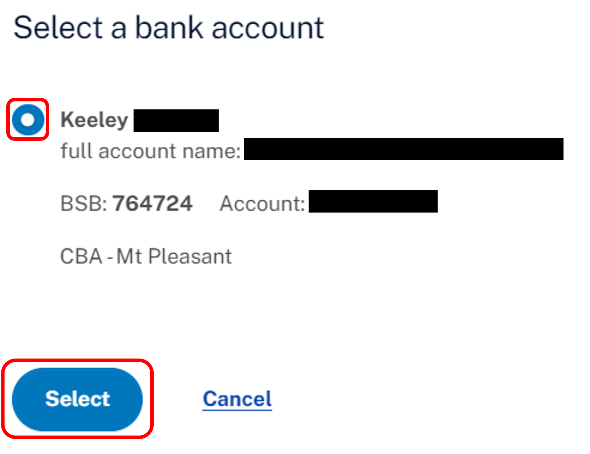 Select a bank account
Keeley
full account name:
BSB: 764724 Account:
CBA - Mt Pleasant
Select Cancel